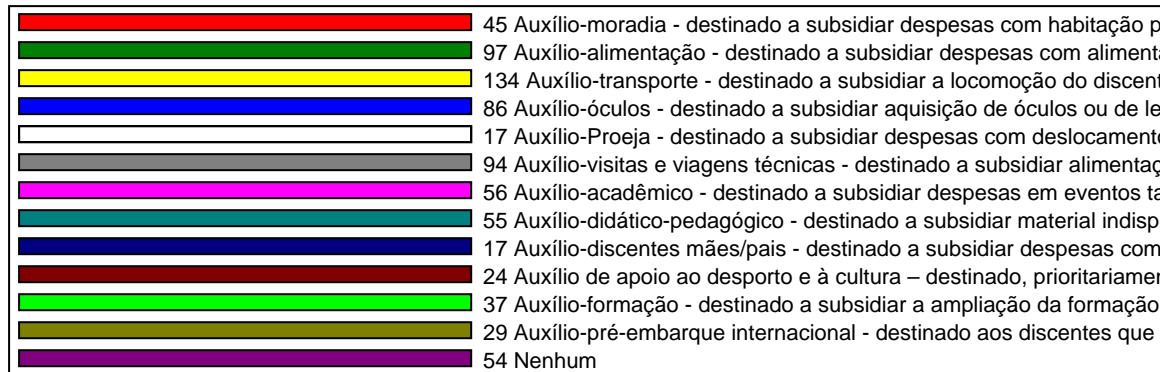 45 Auxílio-moradia - destinado a subsidiar despesas com habitação p
97 Auxílio-alimentação - destinado a subsidiar despesas com alimenta
134 Auxílio-transporte - destinado a subsidiar a locomoção do discent
86 Auxílio-óculos - destinado a subsidiar aquisição de óculos ou de le
17 Auxílio-Proeja - destinado a subsidiar despesas com deslocamento
94 Auxílio-visitas e viagens técnicas - destinado a subsidiar alimentaç
56 Auxílio-acadêmico - destinado a subsidiar despesas em eventos ta
55 Auxílio-didático-pedagógico - destinado a subsidiar material indisp
17 Auxílio-discentes mães/pais - destinado a subsidiar despesas com
24 Auxílio de apoio ao desporto e à cultura – destinado, prioritariamen
37 Auxílio-formação - destinado a subsidiar a ampliação da formação
29 Auxílio-pré-embarque internacional - destinado aos discentes que
54 Nenhum